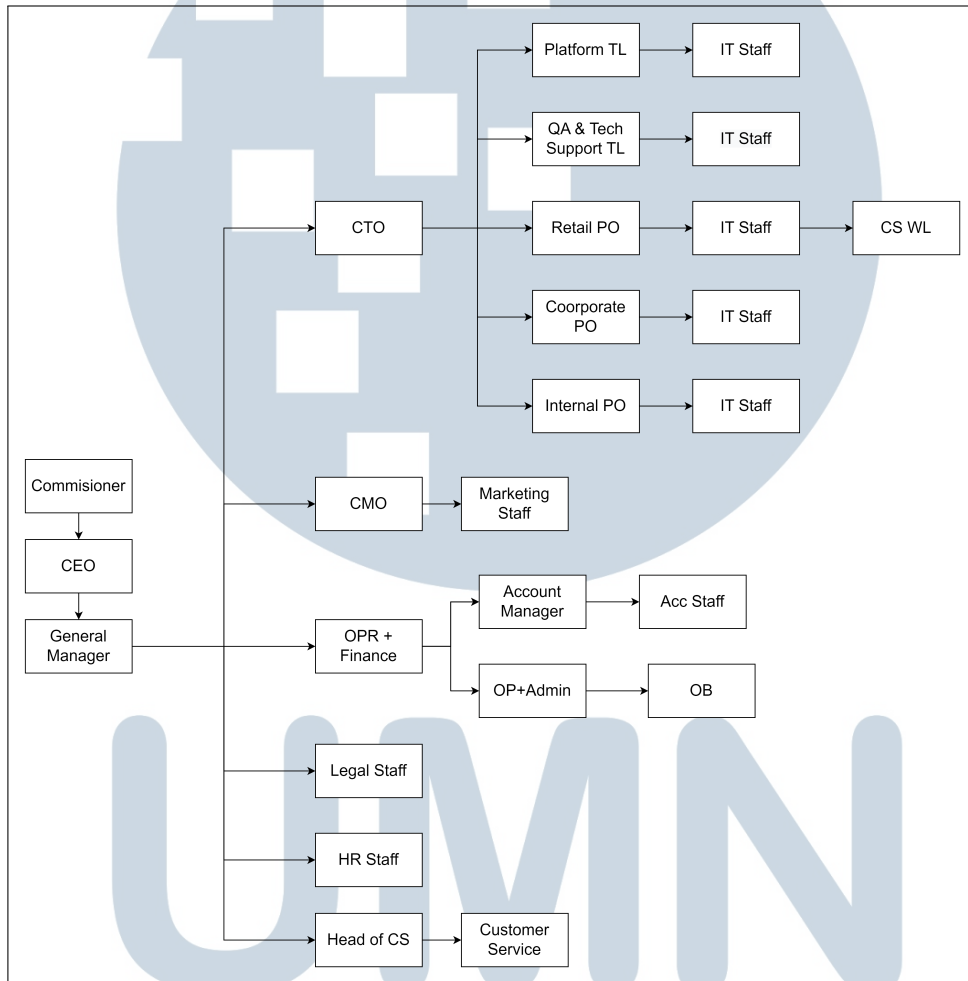 Platform TL
IT Staff
QA & Tech
Support TL
IT Staff
CTO
Retail PO
IT Staff
CS WL
Coorporate
PO
IT Staff
Internal PO
IT Staff
Commisioner
CMO
Marketing
Staff
CEO
Account
Manager
Acc Staff
General
Manager
OPR +
Finance
OP+Admin
OB
Legal Staff
HR Staff
Head of CS
Customer
Service
UMN